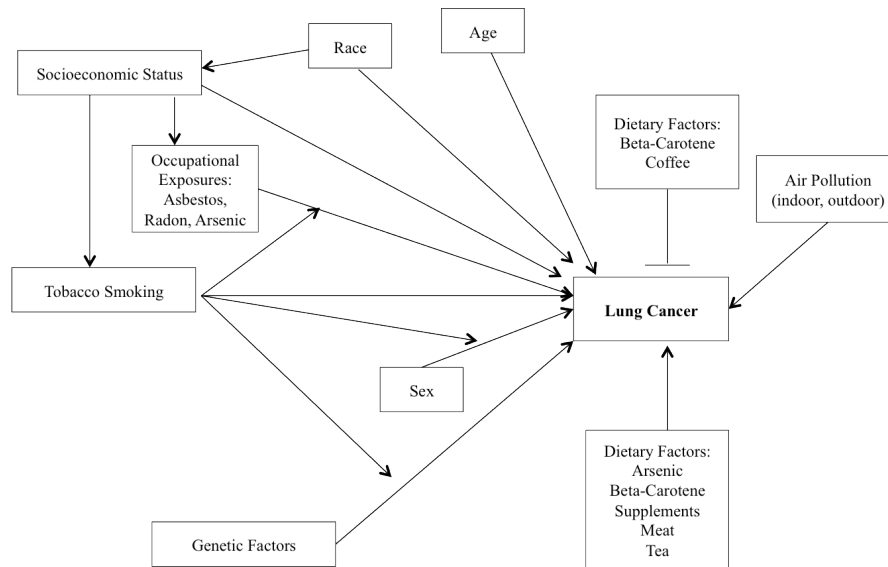 Age
Race
Socioeconomic Status
Dietary Factors:
Beta-Carotene
Coffee
Occupational
Exposures:
Asbestos,
Radon, Arsenic
Air Pollution
(indoor, outdoor)
Tobacco Smoking
Lung Cancer
Sex
Dietary Factors:
Arsenic
Beta-Carotene
Supplements
Meat
Tea
Genetic Factors